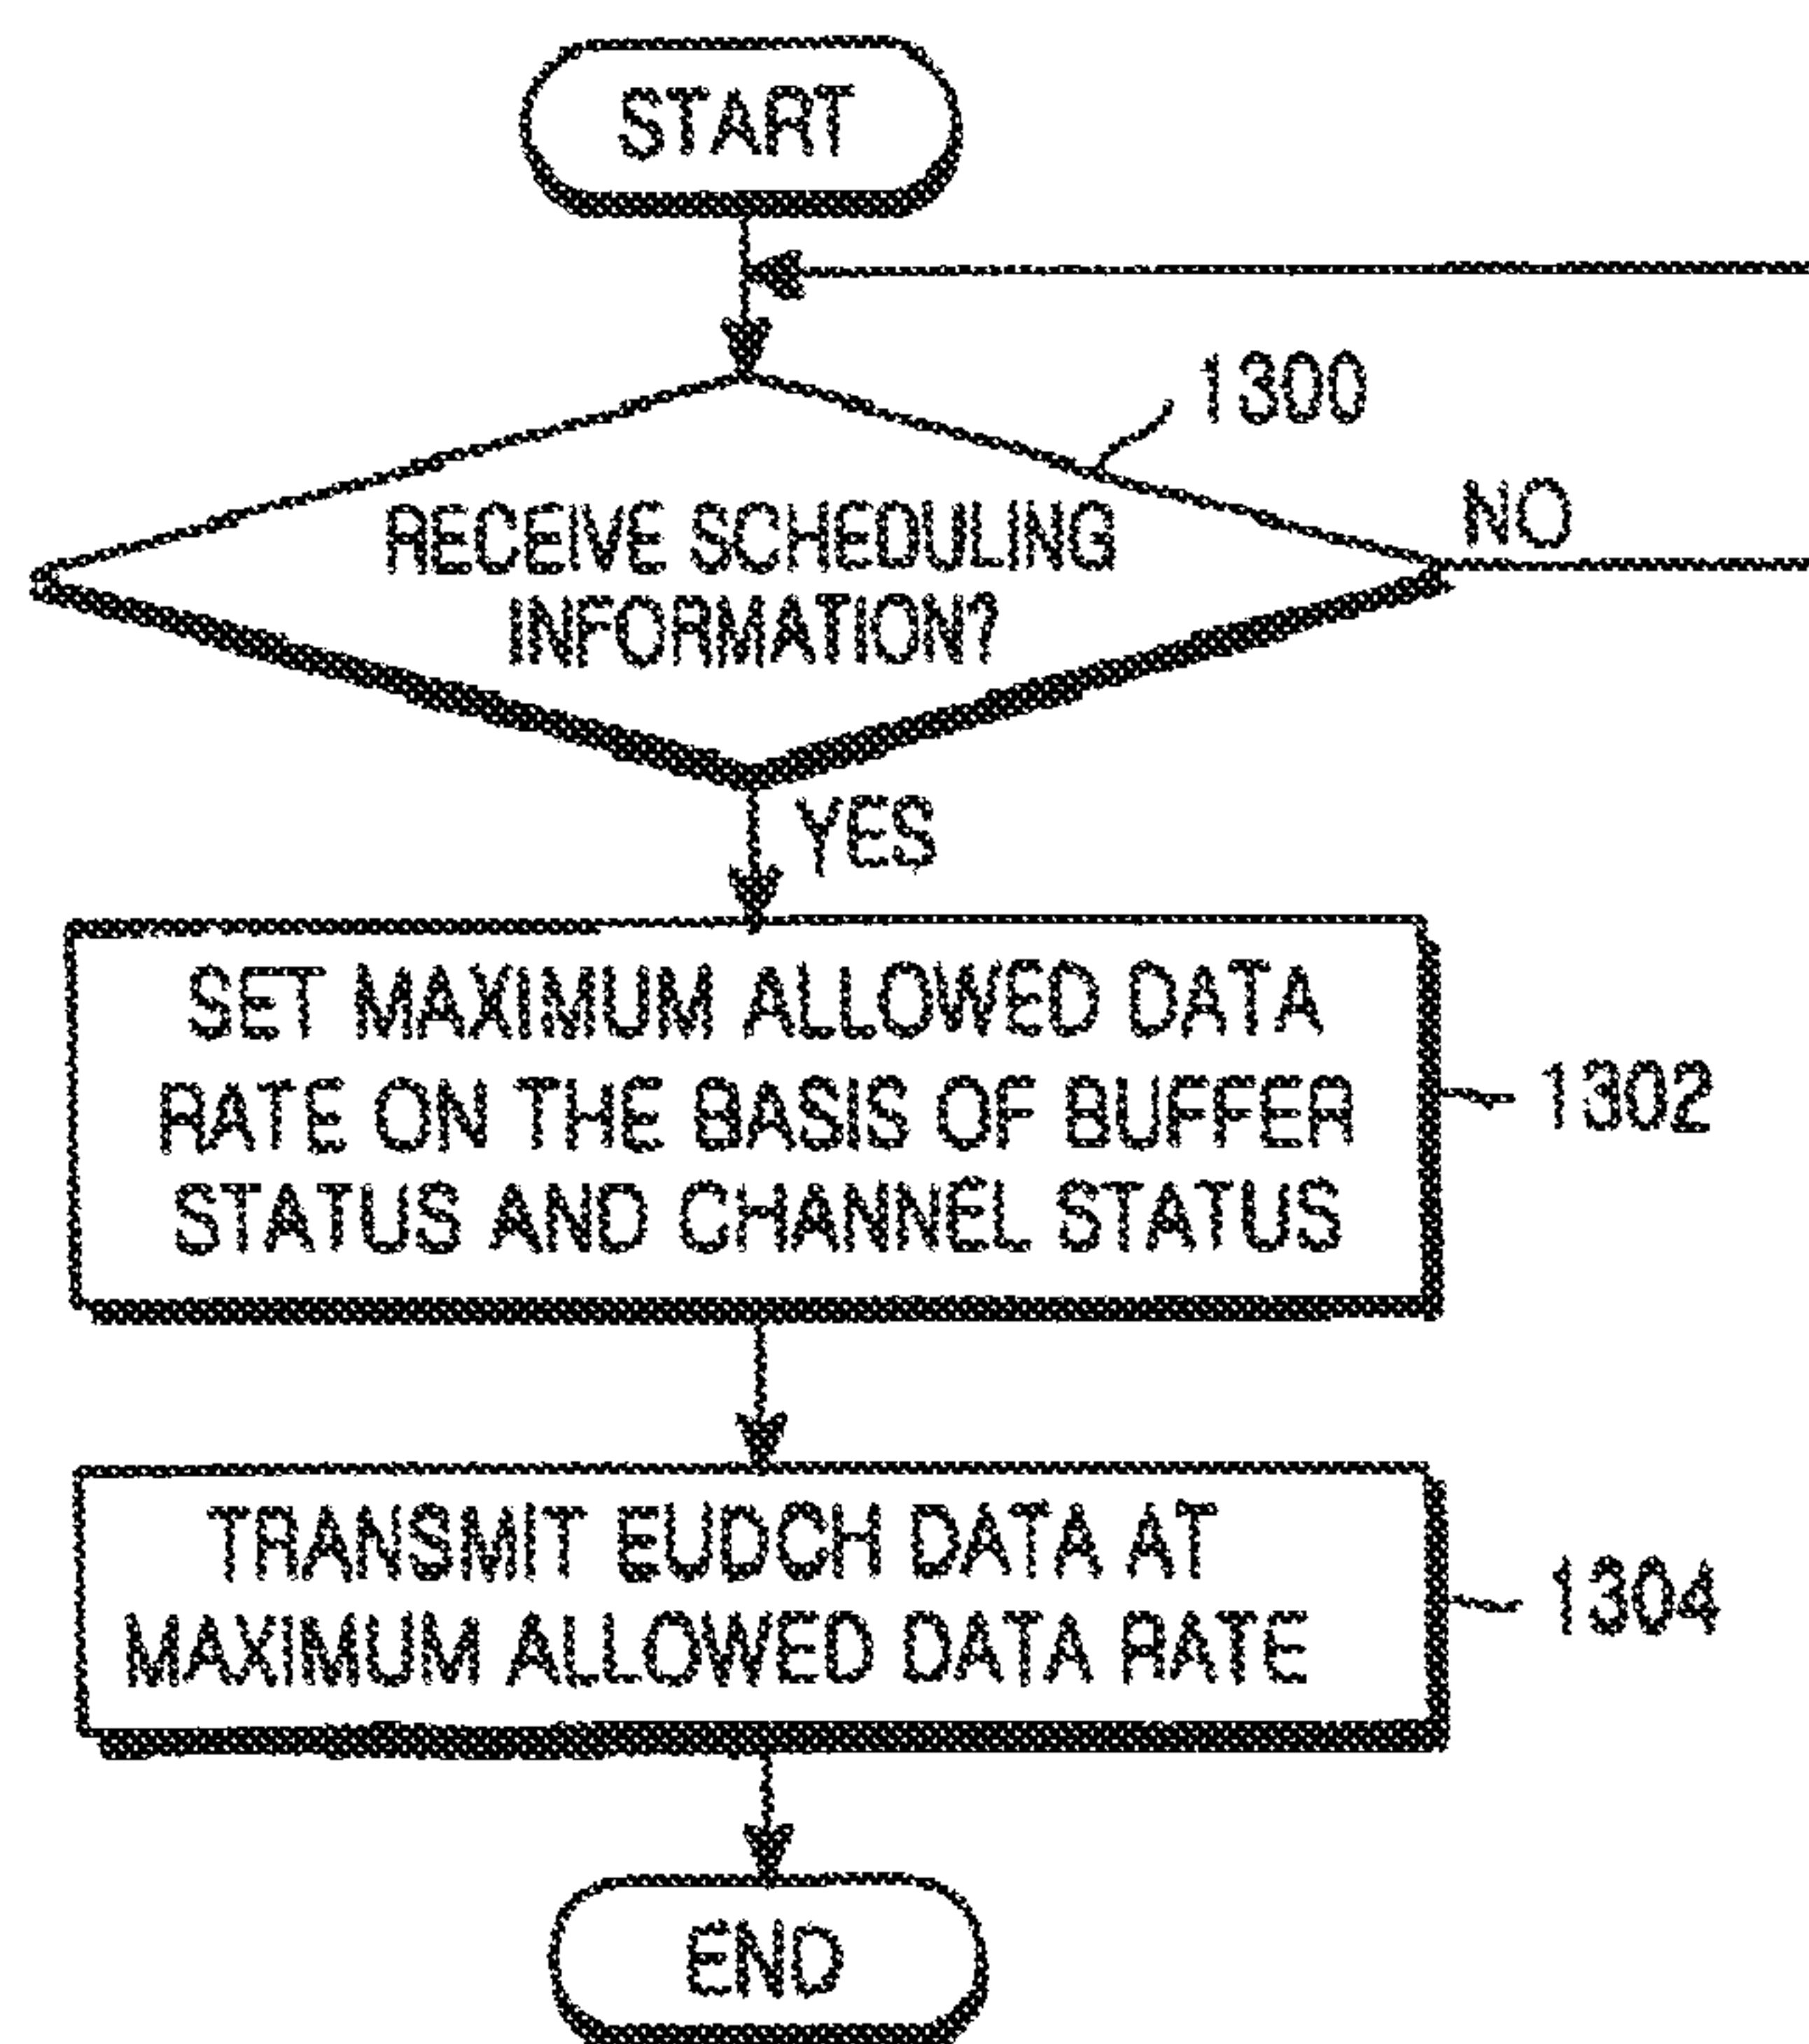 START
1300
RECEIVE SCHEDULING
INFORMATION?
NO
YES
SET MAXIMUM ALLOWED DATA
RATE ON THE BASIS OF BUFFER
STATUS AND CHANNEL STATUS
1302
TRANSMIT EUDCH DATA AT
MAXIMUM ALLOWED DATA RATE
1304
END